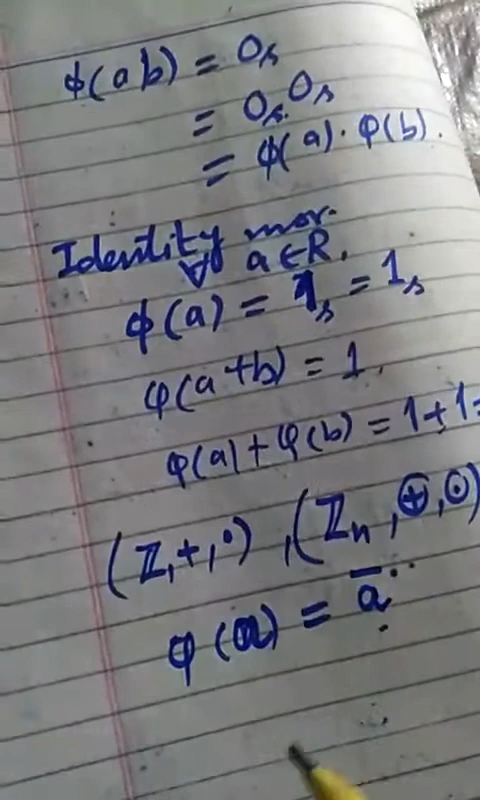 ϕ(ab) = 0ₛ
= 0ₛ.0ₛ
= ϕ(a)·φ(b).
Identity mor.
∀ a∈R.
ϕ(a) = 1ₛ = 1ₛ
φ(a+b) = 1.
φ(a)+φ(b) = 1+1=
(ℤ,+,·), (ℤₙ,⊕,⊙)
φ(a) = a̅